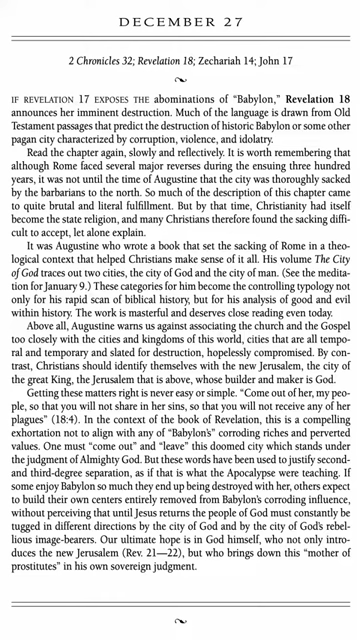 DECEMBER 27
2 Chronicles 32; Revelation 18; Zechariah 14; John 17
IF REVELATION 17 EXPOSES THE abominations of “Babylon,” Revelation 18
announces her imminent destruction. Much of the language is drawn from Old
Testament passages that predict the destruction of historic Babylon or some other
pagan city characterized by corruption, violence, and idolatry.
Read the chapter again, slowly and reflectively. It is worth remembering that
although Rome faced several major reverses during the ensuing three hundred
years, it was not until the time of Augustine that the city was thoroughly sacked
by the barbarians to the north. So much of the description of this chapter came
to quite brutal and literal fulfillment. But by that time, Christianity had itself
become the state religion, and many Christians therefore found the sacking diffi-
cult to accept, let alone explain.
It was Augustine who wrote a book that set the sacking of Rome in a theo-
logical context that helped Christians make sense of it all. His volume The City
of God traces out two cities, the city of God and the city of man. (See the medita-
tion for January 9.) These categories for him become the controlling typology not
only for his rapid scan of biblical history, but for his analysis of good and evil
within history. The work is masterful and deserves close reading even today.
Above all, Augustine warns us against associating the church and the Gospel
too closely with the cities and kingdoms of this world, cities that are all tempo-
ral and temporary and slated for destruction, hopelessly compromised. By con-
trast, Christians should identify themselves with the new Jerusalem, the city of
the great King, the Jerusalem that is above, whose builder and maker is God.
Getting these matters right is never easy or simple. “Come out of her, my peo-
ple, so that you will not share in her sins, so that you will not receive any of her
plagues” (18:4). In the context of the book of Revelation, this is a compelling
exhortation not to align with any of “Babylon’s” corroding riches and perverted
values. One must “come out” and “leave” this doomed city which stands under
the judgment of Almighty God. But these words have been used to justify second-
and third-degree separation, as if that is what the Apocalypse were teaching. If
some enjoy Babylon so much they end up being destroyed with her, others expect
to build their own centers entirely removed from Babylon’s corroding influence,
without perceiving that until Jesus returns the people of God must constantly be
tugged in different directions by the city of God and by the city of God’s rebel-
lious image-bearers. Our ultimate hope is in God himself, who not only intro-
duces the new Jerusalem (Rev. 21—22), but who brings down this “mother of
prostitutes” in his own sovereign judgment.